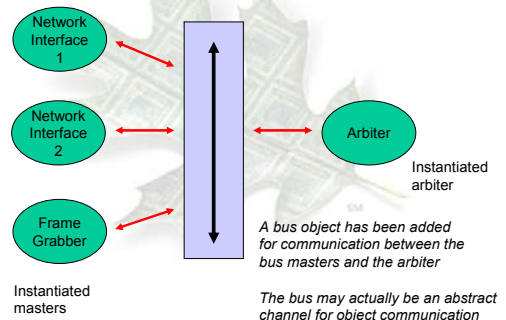 Network
Interface
1
Network
Interface
2
Arbiter
Instantiated
arbiter
Frame
Grabber
SM
A bus object has been added
for communication between the
bus masters and the arbiter
Instantiated
masters
The bus may actually be an abstract
channel for object communication